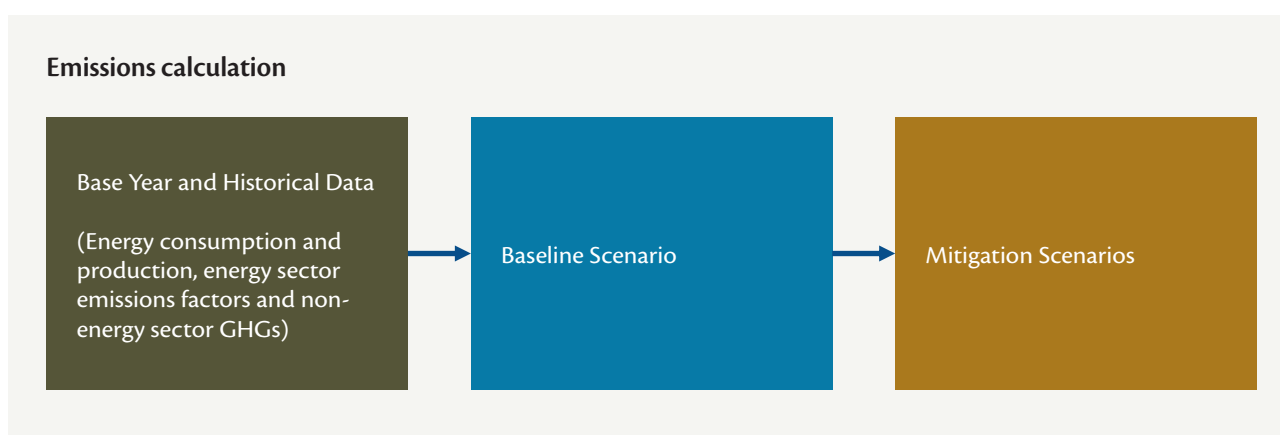 Emissions calculation
Base Year and Historical Data
(Energy consumption and
production, energy sector
emissions factors and non-
energy sector GHGs)
Baseline Scenario
Mitigation Scenarios